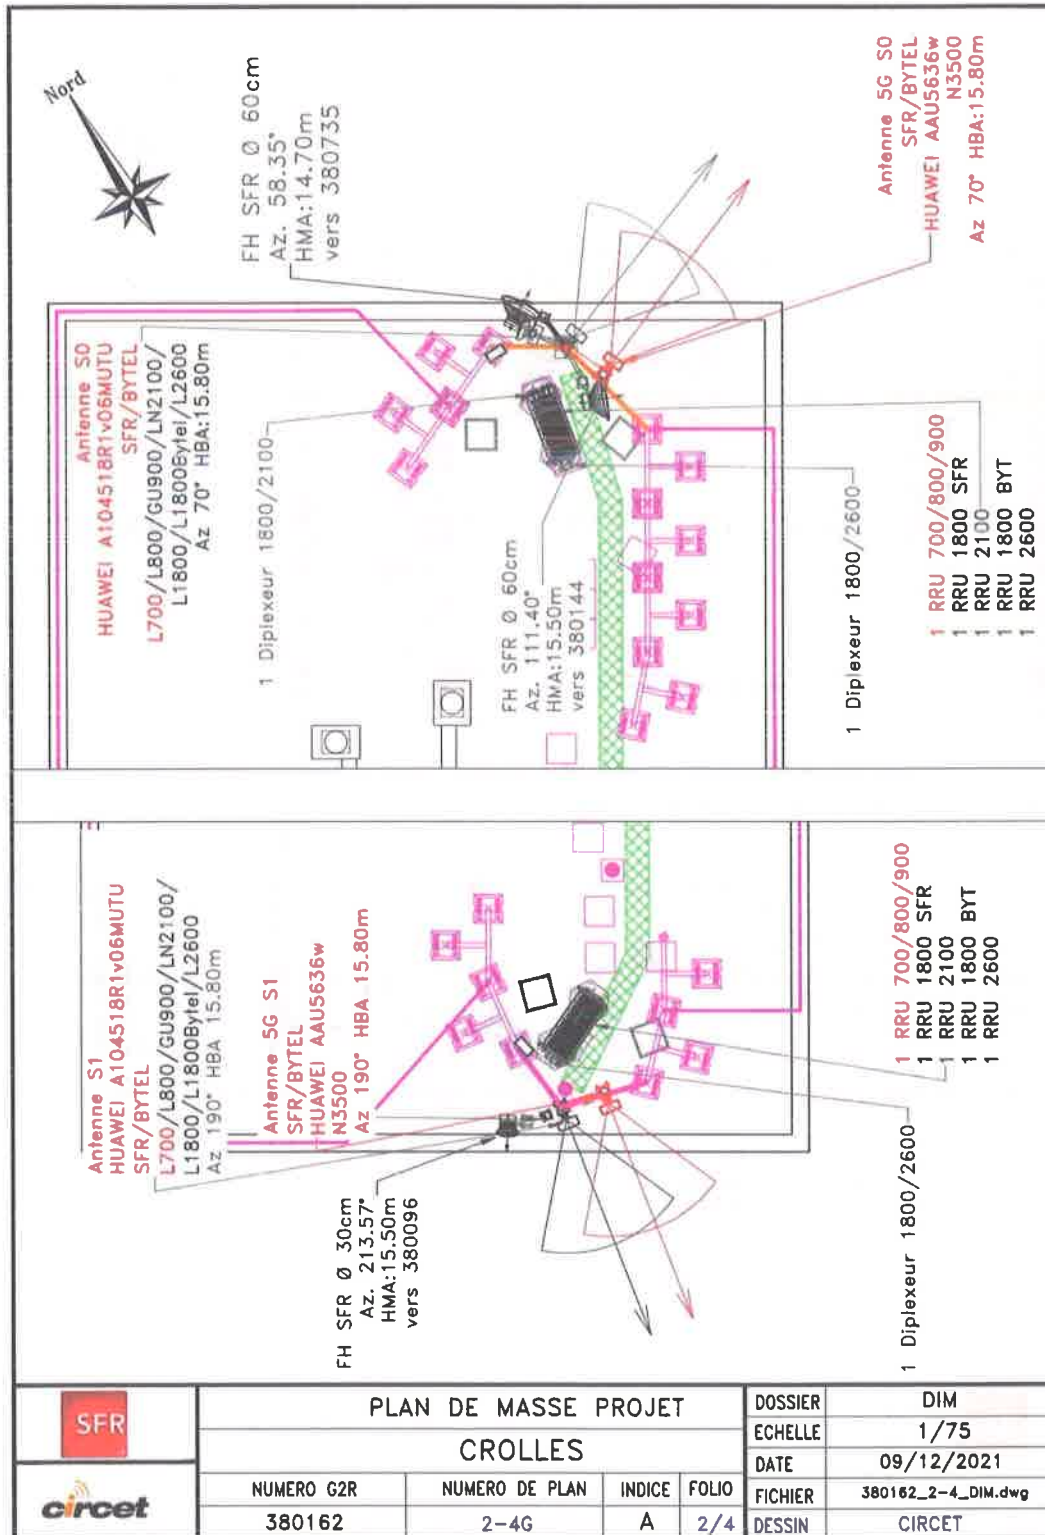 Nord
FH SFR Ø 60cm
Az. 58.35°
HMA:14.70m
vers 380735
Antenne 5G S0
SFR/BYTEL
HUAWEI AAU5636w
N3500
Az 70° HBA:15.80m
Antenne S0
HUAWEI A104518R1v06MUTU
SFR/BYTEL
L700/L800/GU900/LN2100/
L1800/L1800Bytel/L2600
Az 70° HBA:15.80m
1 Diplexeur 1800/2100
FH SFR Ø 60cm
Az. 111.40°
HMA:15.50m
vers 380144
1 Diplexeur 1800/2600
1 RRU 700/800/900
1 RRU 1800 SFR
1 RRU 2100
1 RRU 1800 BYT
1 RRU 2600
Antenne S1
HUAWEI A104518R1v06MUTU
SFR/BYTEL
L700/L800/GU900/LN2100/
L1800/L1800Bytel/L2600
Az 190° HBA 15.80m
Antenne 5G S1
SFR/BYTEL
HUAWEI AAU5636w
N3500
Az 190° HBA 15.80m
FH SFR Ø 30cm
Az. 213.57°
HMA:15.50m
vers 380096
1 RRU 700/800/900
1 RRU 1800 SFR
1 RRU 2100
1 RRU 1800 BYT
1 RRU 2600
1 Diplexeur 1800/2600
SFR
circet
PLAN DE MASSE PROJET
CROLLES
NUMERO G2R
NUMERO DE PLAN
INDICE
FOLIO
380162
2-4G
A
2/4
DOSSIER
DIM
ECHELLE
1/75
DATE
09/12/2021
FICHIER
380162_2-4_DIM.dwg
DESSIN
CIRCET